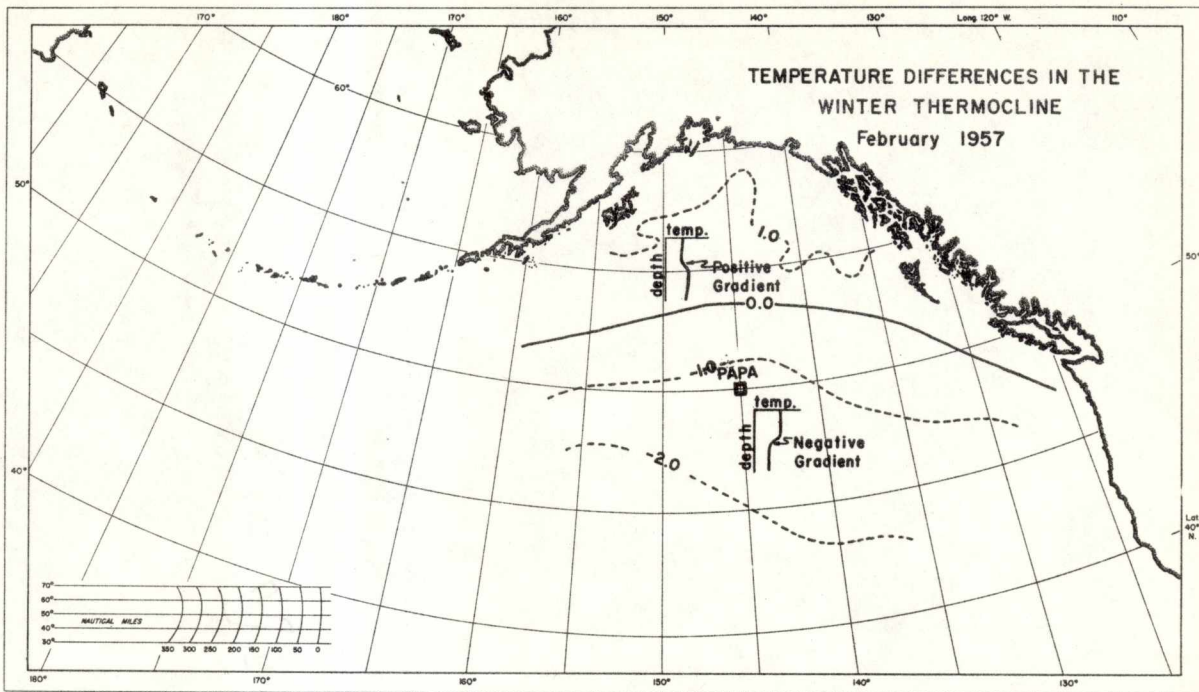 170° 180° 170° 160° 150° 140° 130° Long. 120° W. 110°
TEMPERATURE DIFFERENCES IN THE
WINTER THERMOCLINE
February 1957
60°
50°
50°
1.0
temp.
depth
Positive
Gradient
0.0
1.0
PAPA
temp.
depth
Negative
Gradient
2.0
40°
Lat.
40°
N.
70°
60°
50°
40°
30°
NAUTICAL MILES
350 300 250 200 150 100 50 0
180° 170° 160° 150° 140° 130°